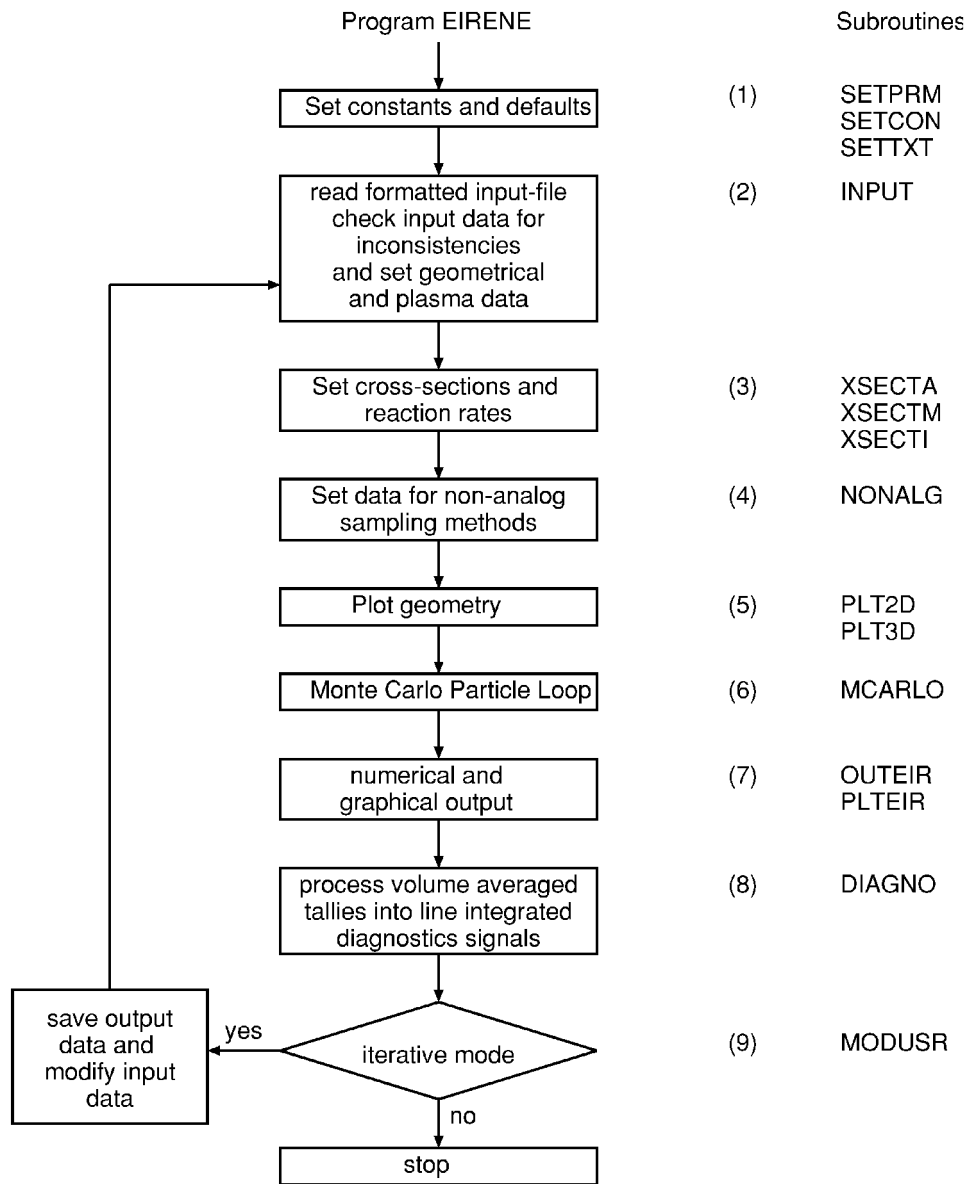 Program EIRENE
Subroutines
Set constants and defaults
(1)
SETPRM
SETCON
SETTXT
read formatted input-file
check input data for
inconsistencies
and set geometrical
and plasma data
(2)
INPUT
Set cross-sections and
reaction rates
(3)
XSECTA
XSECTM
XSECTI
Set data for non-analog
sampling methods
(4)
NONALG
Plot geometry
(5)
PLT2D
PLT3D
Monte Carlo Particle Loop
(6)
MCARLO
numerical and
graphical output
(7)
OUTEIR
PLTEIR
process volume averaged
tallies into line integrated
diagnostics signals
(8)
DIAGNO
save output
data and
modify input
data
yes
iterative mode
(9)
MODUSR
no
stop